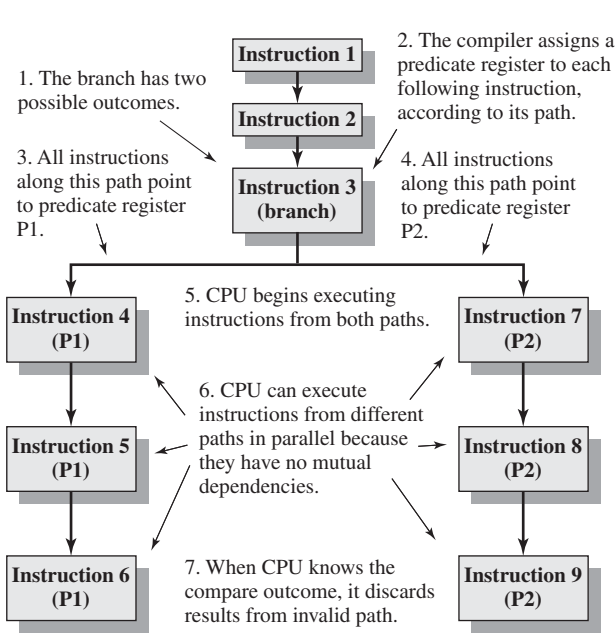 Instruction 1
2. The compiler assigns a
predicate register to each
following instruction,
according to its path.
1. The branch has two
possible outcomes.
Instruction 2
3. All instructions
along this path point
to predicate register
P1.
Instruction 3
(branch)
4. All instructions
along this path point
to predicate register
P2.
Instruction 4
(P1)
5. CPU begins executing
instructions from both paths.
Instruction 7
(P2)
6. CPU can execute
instructions from different
paths in parallel because
they have no mutual
dependencies.
Instruction 5
(P1)
Instruction 8
(P2)
Instruction 6
(P1)
7. When CPU knows the
compare outcome, it discards
results from invalid path.
Instruction 9
(P2)